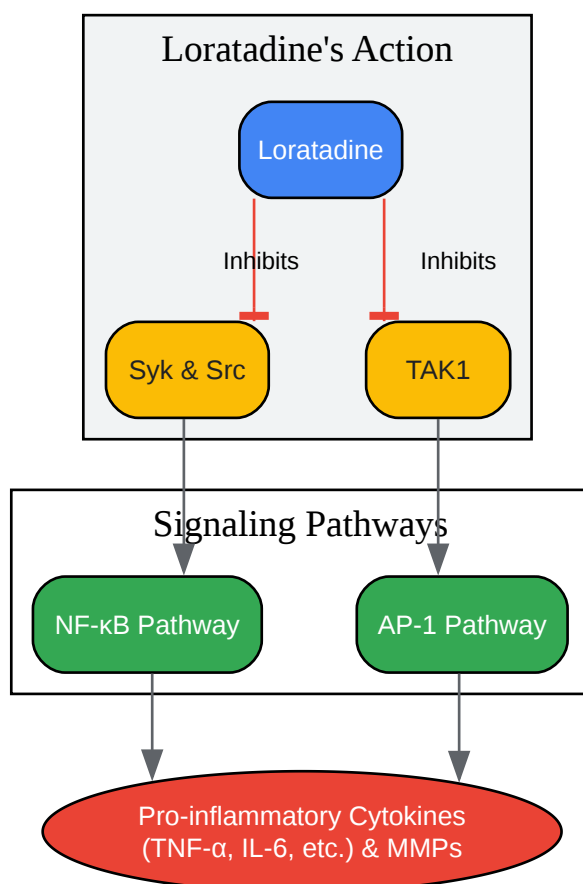 Loratadine's Action
Loratadine
Inhibits
Inhibits
Syk & Src
TAK1
Signaling Pathways
NF-κB Pathway
AP-1 Pathway
Pro-inflammatory Cytokines
(TNF-α, IL-6, etc.) & MMPs